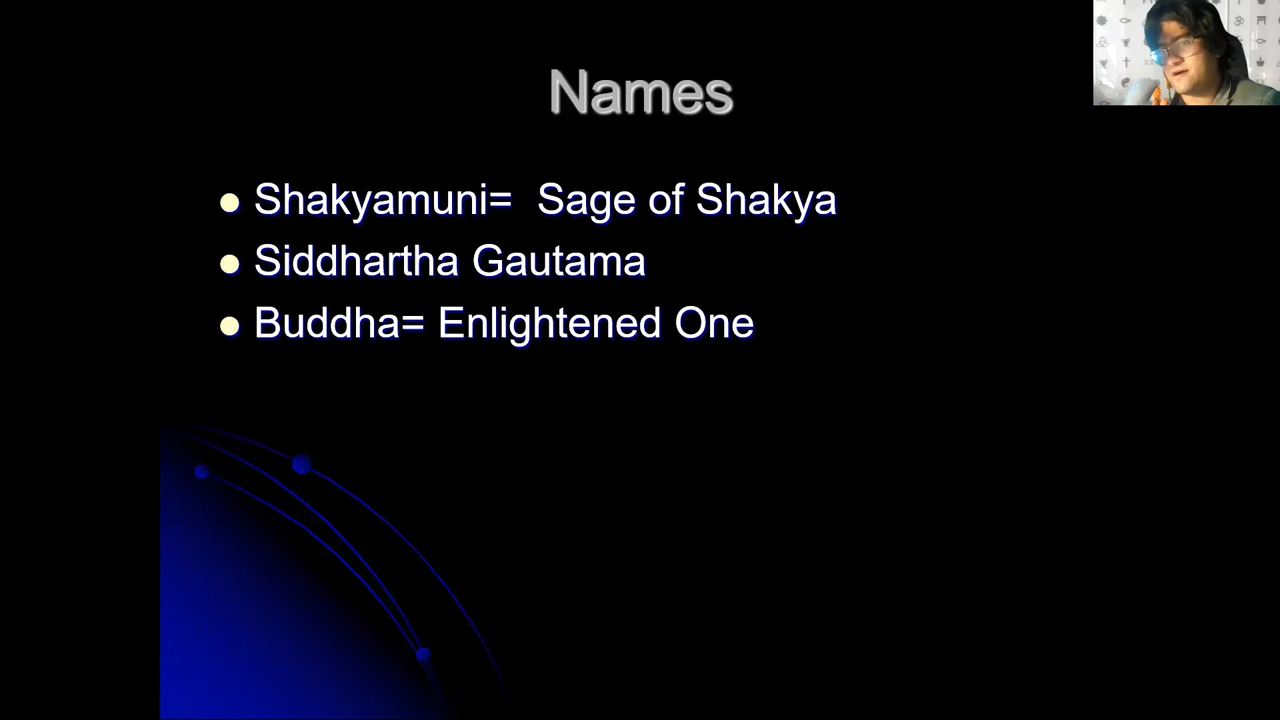 Names
Shakyamuni=  Sage of Shakya
Siddhartha Gautama
Buddha= Enlightened One